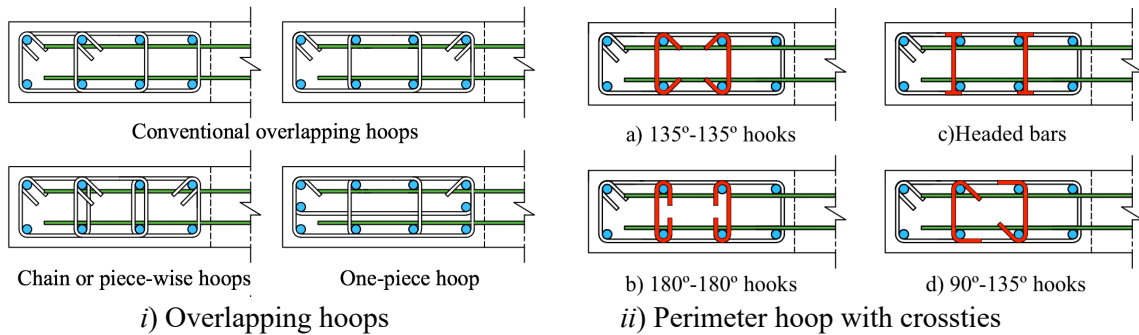 Conventional overlapping hoops
Chain or piece-wise hoops
One-piece hoop
i) Overlapping hoops
a) 135º-135º hooks
c)Headed bars
b) 180º-180º hooks
d) 90º-135º hooks
ii) Perimeter hoop with crossties